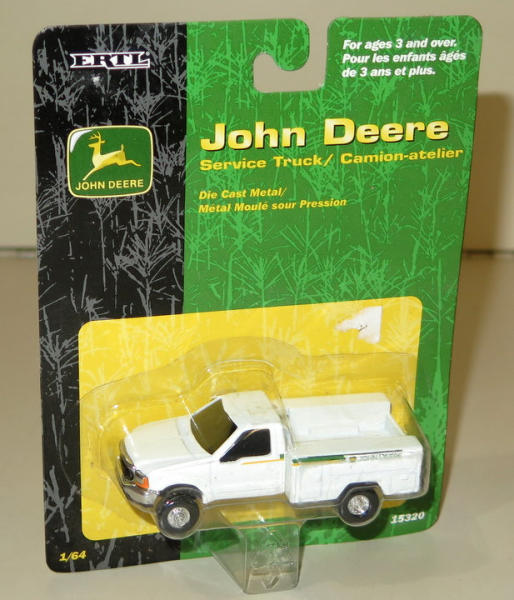 ERTL
For ages 3 and over.
Pour les enfants âgés
de 3 ans et plus.
JOHN DEERE
John Deere
Service Truck/ Camion-atelier
Die Cast Metal/
Métal Moulé sour Pression
JOHN DEERE
15320
1/64